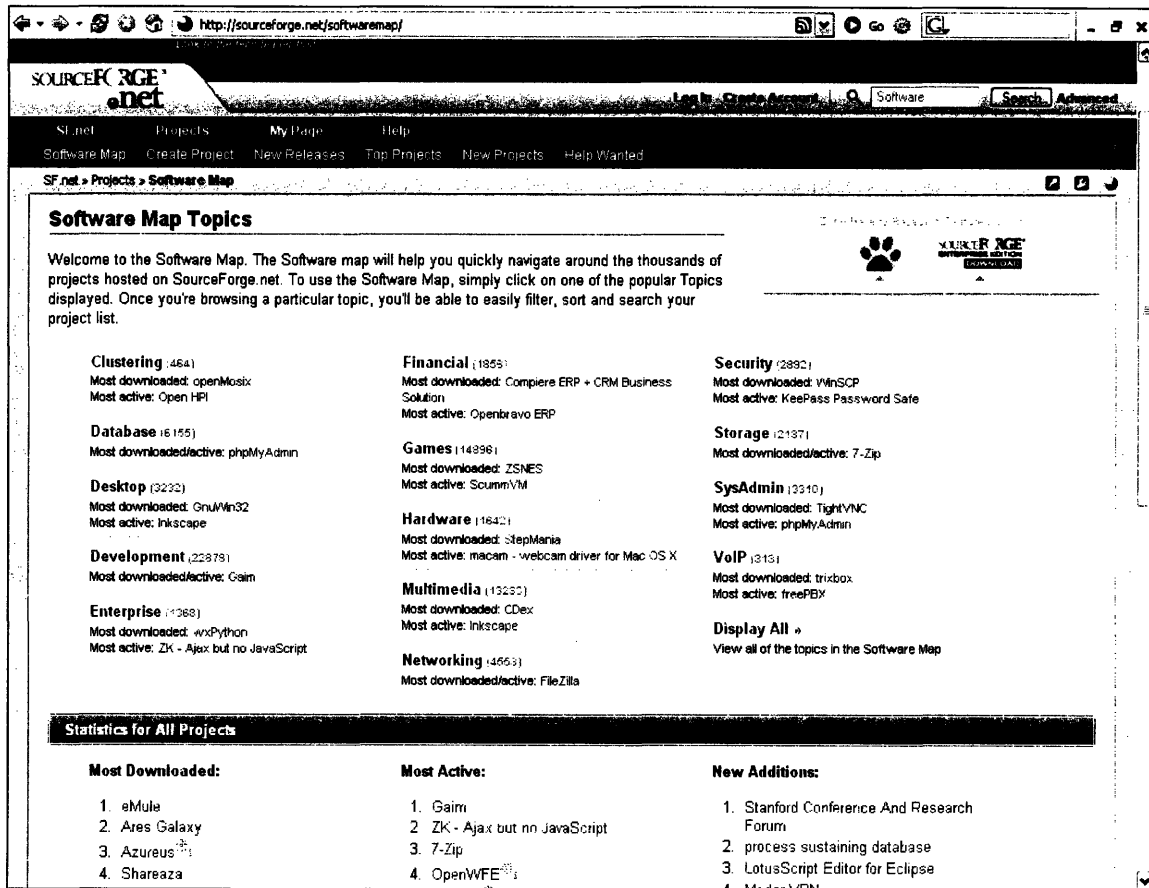 http://sourceforge.net/softwaremap/
Go
SOURCEFORGE
.net
Log In Create Account
Software
Search
Advanced
SF.net Projects My Page Help
Software Map Create Project New Releases Top Projects New Projects Help Wanted
SF.net » Projects » Software Map
Software Map Topics
SOURCEFORGE
ENTERPRISE EDITION
DOWNLOAD
Welcome to the Software Map. The Software map will help you quickly navigate around the thousands of
projects hosted on SourceForge.net. To use the Software Map, simply click on one of the popular Topics
displayed. Once you're browsing a particular topic, you'll be able to easily filter, sort and search your
project list.
Clustering (464)
Most downloaded: openMosix
Most active: Open HPI
Database (6155)
Most downloaded/active: phpMyAdmin
Desktop (3232)
Most downloaded: GnuWin32
Most active: Inkscape
Development (22878)
Most downloaded/active: Gaim
Enterprise (1368)
Most downloaded: wxPython
Most active: ZK - Ajax but no JavaScript
Financial
Most downloaded: Compiere ERP + CRM Business
Solution
Most active: Openbravo ERP
Games (14896)
Most downloaded: ZSNES
Most active: ScummVM
Hardware (1642)
Most downloaded: StepMania
Most active: macam - webcam driver for Mac OS X
Multimedia
Most downloaded: CDex
Most active: Inkscape
Networking
Most downloaded/active: FileZilla
Security (2892)
Most downloaded: WinSCP
Most active: KeePass Password Safe
Storage (2137)
Most downloaded/active: 7-Zip
SysAdmin (3310)
Most downloaded: TightVNC
Most active: phpMyAdmin
VoIP (313)
Most downloaded: trixbox
Most active: freePBX
Display All »
View all of the topics in the Software Map
Statistics for All Projects
Most Downloaded:
1. eMule
2. Ares Galaxy
3. Azureus
4. Shareaza
Most Active:
1. Gaim
2 ZK - Ajax but no JavaScript
3. 7-Zip
4. OpenWFE
New Additions:
1. Stanford Conference And Research
Forum
2. process sustaining database
3. LotusScript Editor for Eclipse